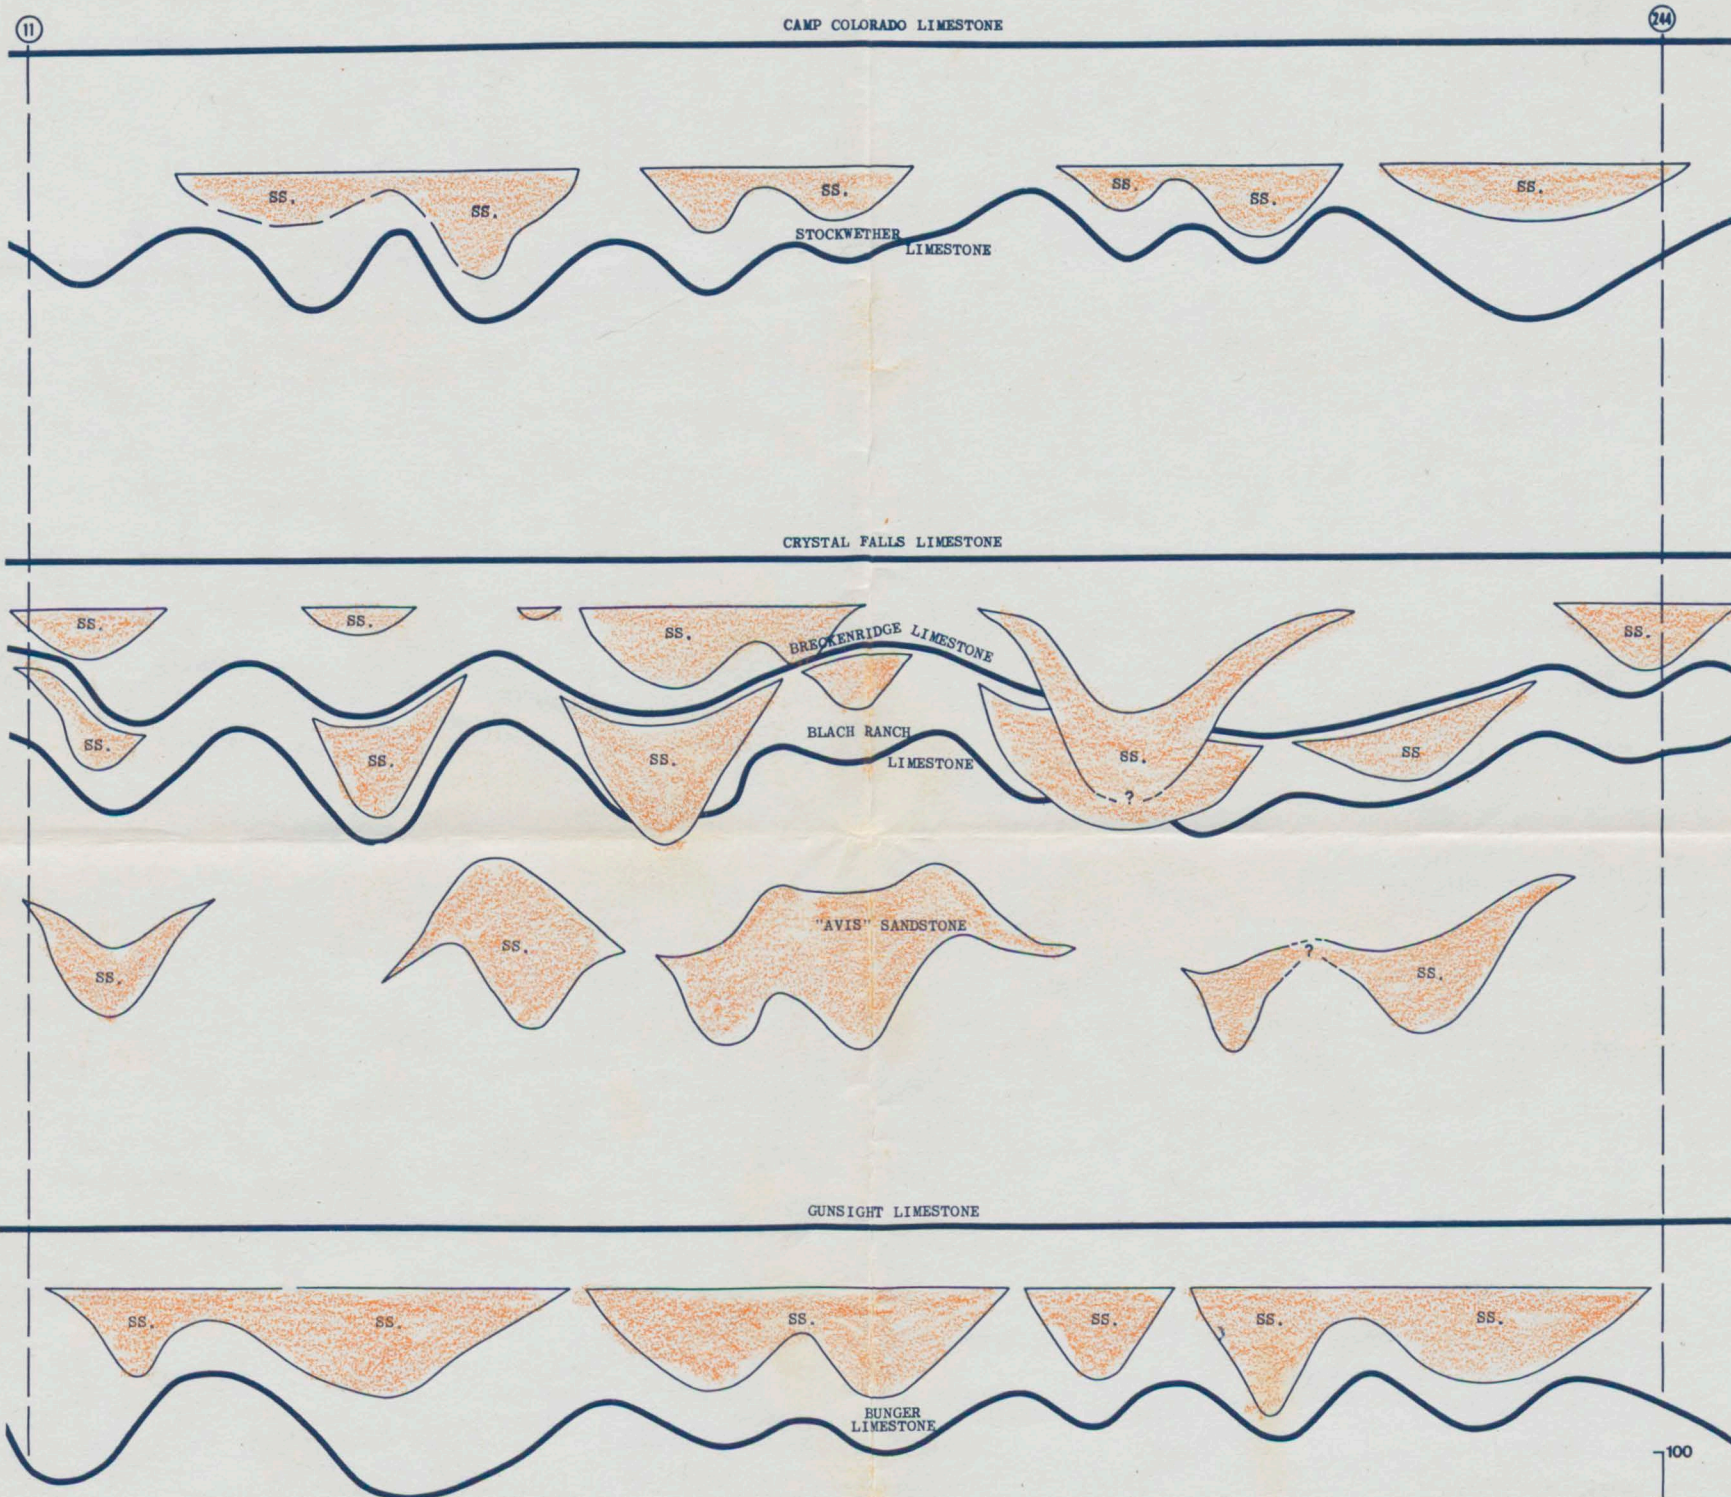 11
CAMP COLORADO LIMESTONE
244
SS.
SS.
SS.
SS.
SS.
SS.
STOCKWETHER
LIMESTONE
CRYSTAL FALLS LIMESTONE
SS.
SS.
SS.
SS.
BRECKENRIDGE LIMESTONE
SS.
SS.
SS.
BLACH RANCH
LIMESTONE
SS.
SS
?
"AVIS" SANDSTONE
SS.
SS.
?
SS.
GUNSIGHT LIMESTONE
SS.
SS.
SS.
SS.
SS.
SS.
BUNGER
LIMESTONE
100